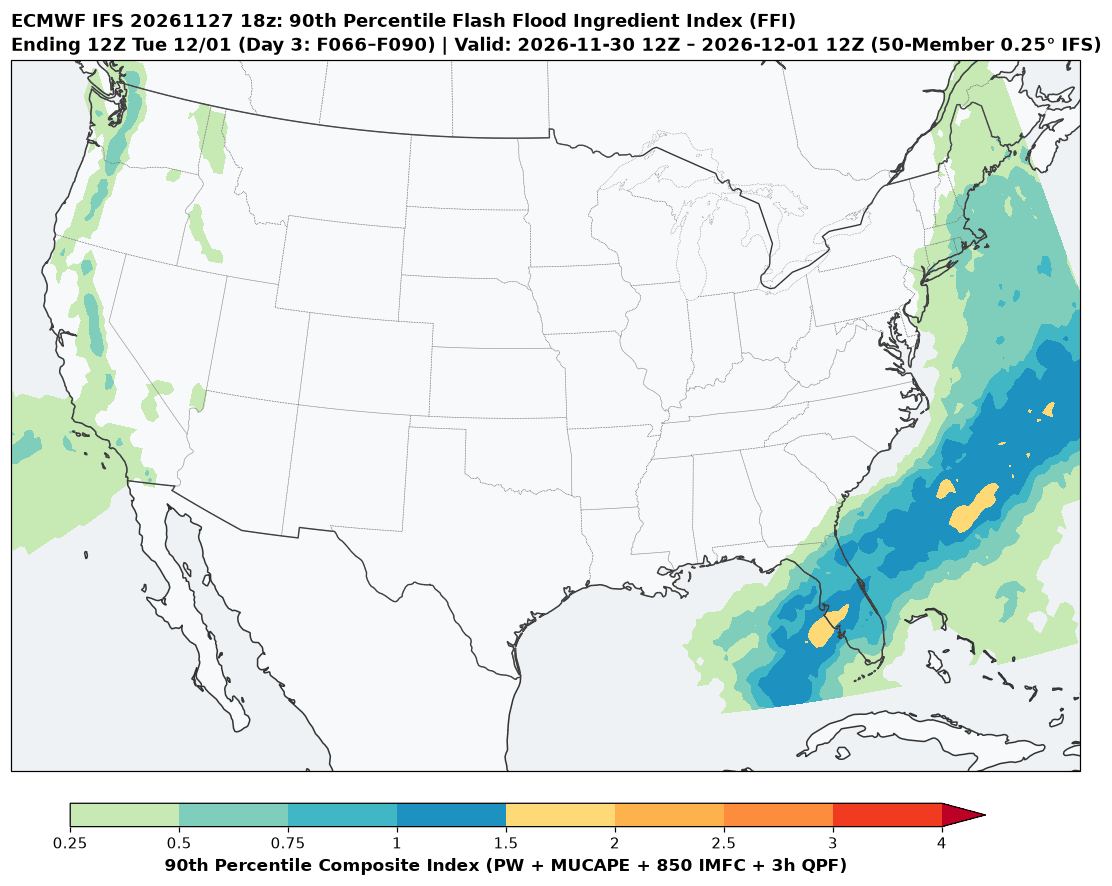 ECMWF IFS 20261127 18z: 90th Percentile Flash Flood Ingredient Index (FFI)
Ending 12Z Tue 12/01 (Day 3: F066–F090) | Valid: 2026-11-30 12Z – 2026-12-01 12Z (50-Member 0.25° IFS)
0.25 0.5 0.75 1 1.5 2 2.5 3 4
90th Percentile Composite Index (PW + MUCAPE + 850 IMFC + 3h QPF)